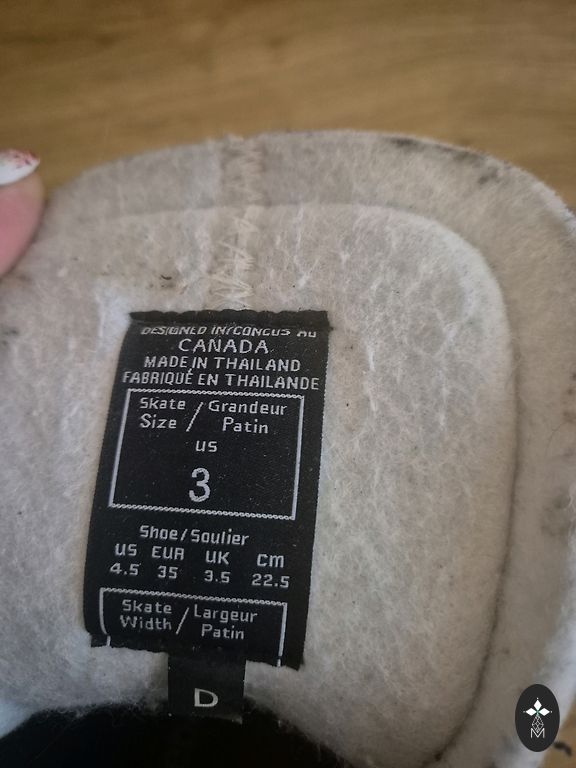 DESIGNED IN/CONÇUS AU
CANADA
MADE IN THAILAND
FABRIQUÉ EN THAILANDE
Skate Size / Grandeur Patin
US
3
Shoe/Soulier
US EUR UK Cm
4.5 35 3.5 22.5
Skate Width / Largeur Patin
D
M